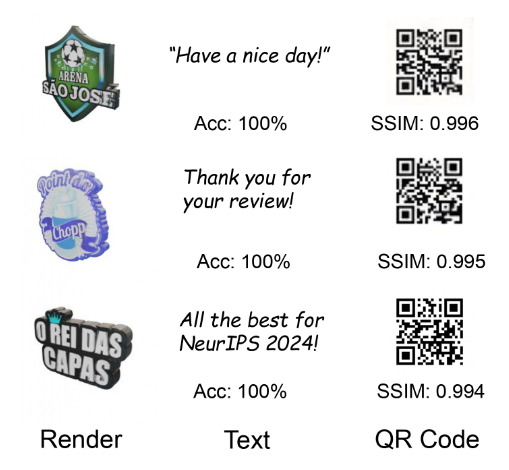 ARENA
SÃO JOSÉ
“Have a nice day!”
Acc: 100%
SSIM: 0.996
Point do
Chopp
Thank you for
your review!
Acc: 100%
SSIM: 0.995
O REI DAS
CAPAS
All the best for
NeurIPS 2024!
Acc: 100%
SSIM: 0.994
Render
Text
QR Code